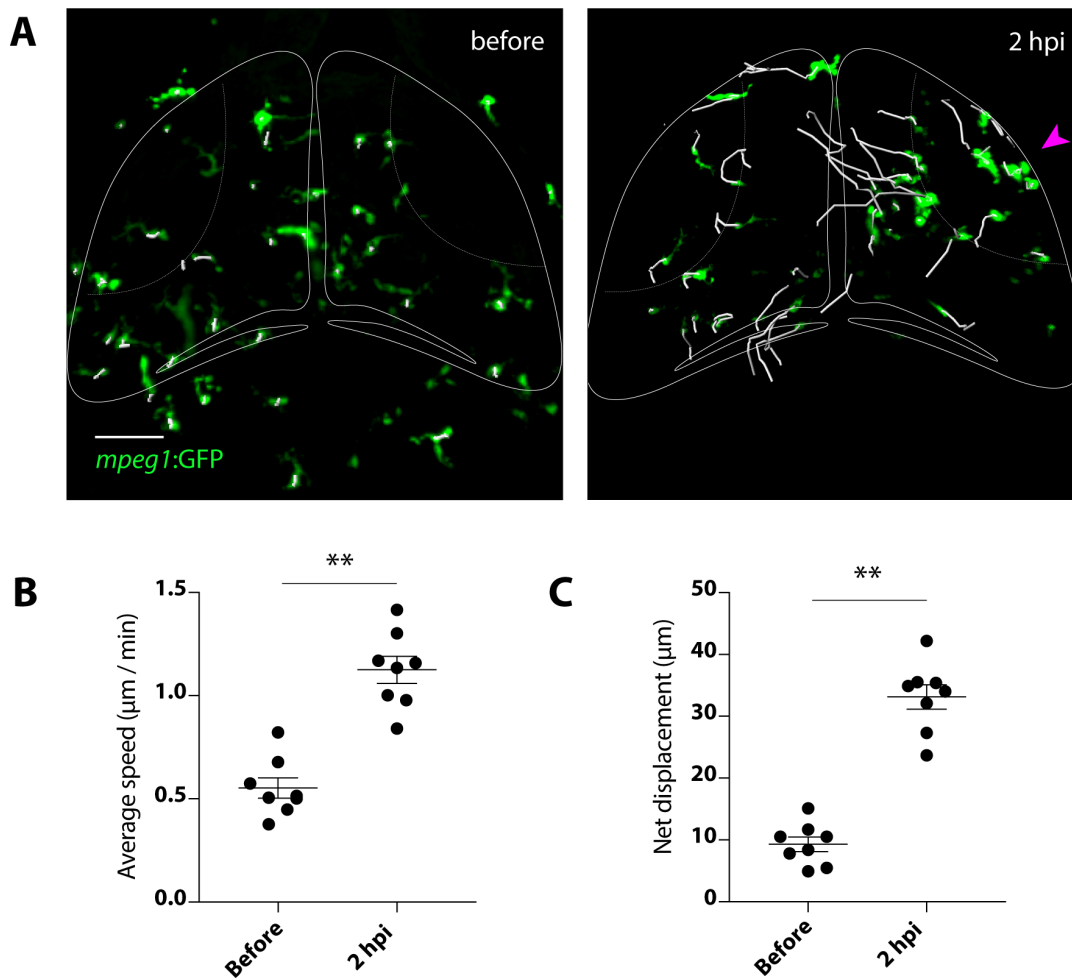 A
before
2 hpi
mpeg1:GFP
B
**
Average speed (µm / min)
1.5
1.0
0.5
0.0
Before
2 hpi
C
**
Net displacement (µm)
50
40
30
20
10
0
Before
2 hpi